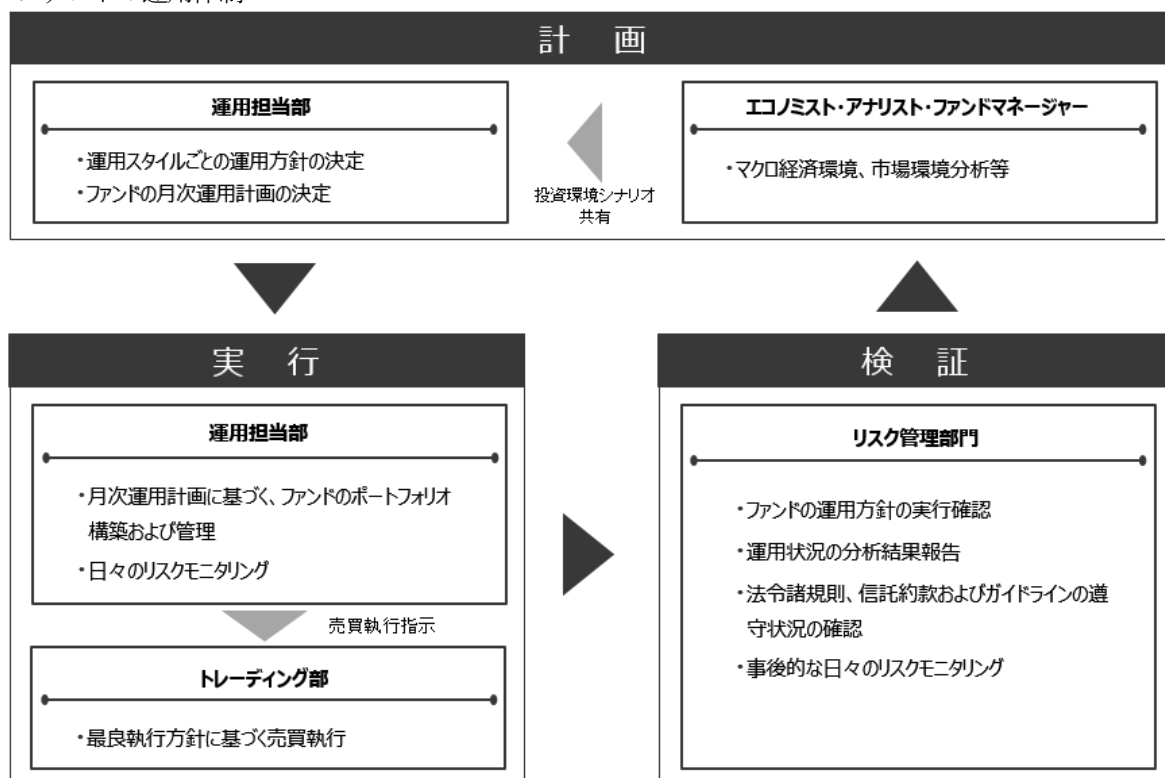 計 画
運用担当部
・運用スタイルごとの運用方針の決定
・ファンドの月次運用計画の決定
投資環境シナリオ
共有
エコノミスト・アナリスト・ファンドマネージャー
・マクロ経済環境、市場環境分析等
実 行
運用担当部
・月次運用計画に基づく、ファンドのポートフォリオ
構築および管理
・日々のリスクモニタリング
売買執行指示
トレーディング部
・最良執行方針に基づく売買執行
検 証
リスク管理部門
・ファンドの運用方針の実行確認
・運用状況の分析結果報告
・法令諸規則、信託約款およびガイドラインの遵
守状況の確認
・事後的な日々のリスクモニタリング